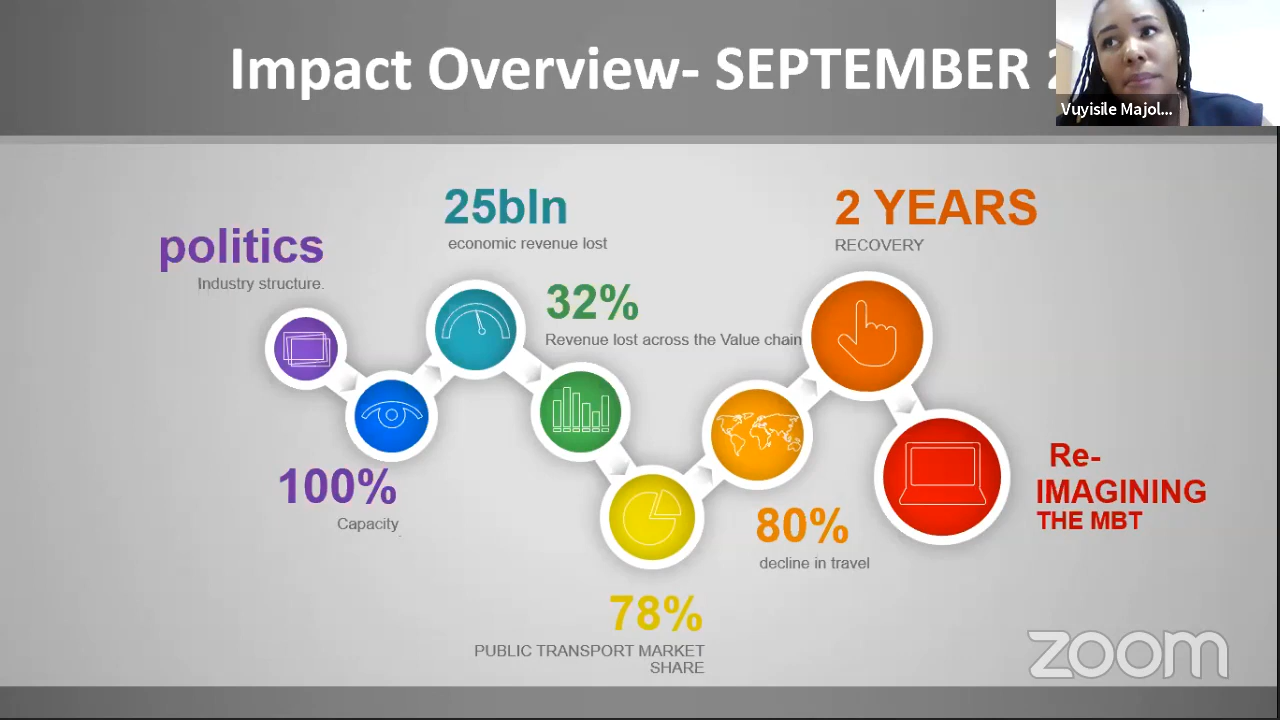 Impact Overview- SEPTEMBER 2
Vuyisile Majol...
politics
Industry structure.
25bln
economic revenue lost
2 YEARS
RECOVERY
32%
Revenue lost across the Value chain
100%
Capacity
Re-
IMAGINING
THE MBT
80%
decline in travel
78%
PUBLIC TRANSPORT MARKET
SHARE
zoom